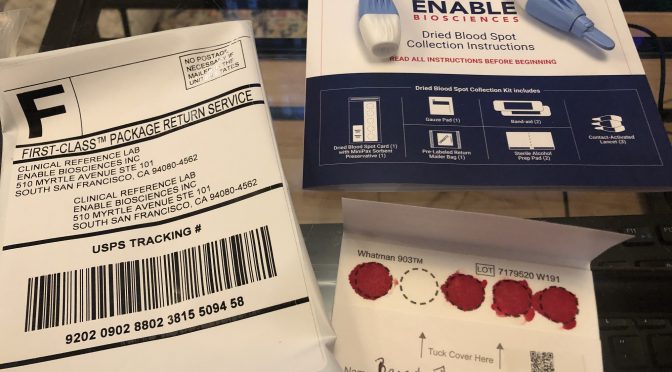 NO POSTAGE
NECESSARY IF
MAILED IN THE
UNITED STATES
F
FIRST-CLASS™ PACKAGE RETURN SERVICE
CLINICAL REFERENCE LAB
ENABLE BIOSCIENCES INC
510 MYRTLE AVENUE STE 101
SOUTH SAN FRANCISCO, CA 94080-4562
CLINICAL REFERENCE LAB
ENABLE BIOSCIENCES INC
510 MYRTLE AVENUE STE 101
SOUTH SAN FRANCISCO, CA 94080-4562
USPS TRACKING #
9202 0902 8802 3815 5094 58
ENABLE
BIOSCIENCES
Dried Blood Spot
Collection Instructions
READ ALL INSTRUCTIONS BEFORE BEGINNING
Dried Blood Spot Collection Kit includes
Dried Blood Spot Card (1)
with MiniPax Sorbent
Preservative (1)
Gauze Pad (1)
Pre-Labeled Return
Mailer Bag (1)
Band-aid (2)
Sterile Alcohol
Prep Pad (2)
Contact-Activated
Lancet (3)
Whatman 903™
LOT 7179520 W191
Tuck Cover Here